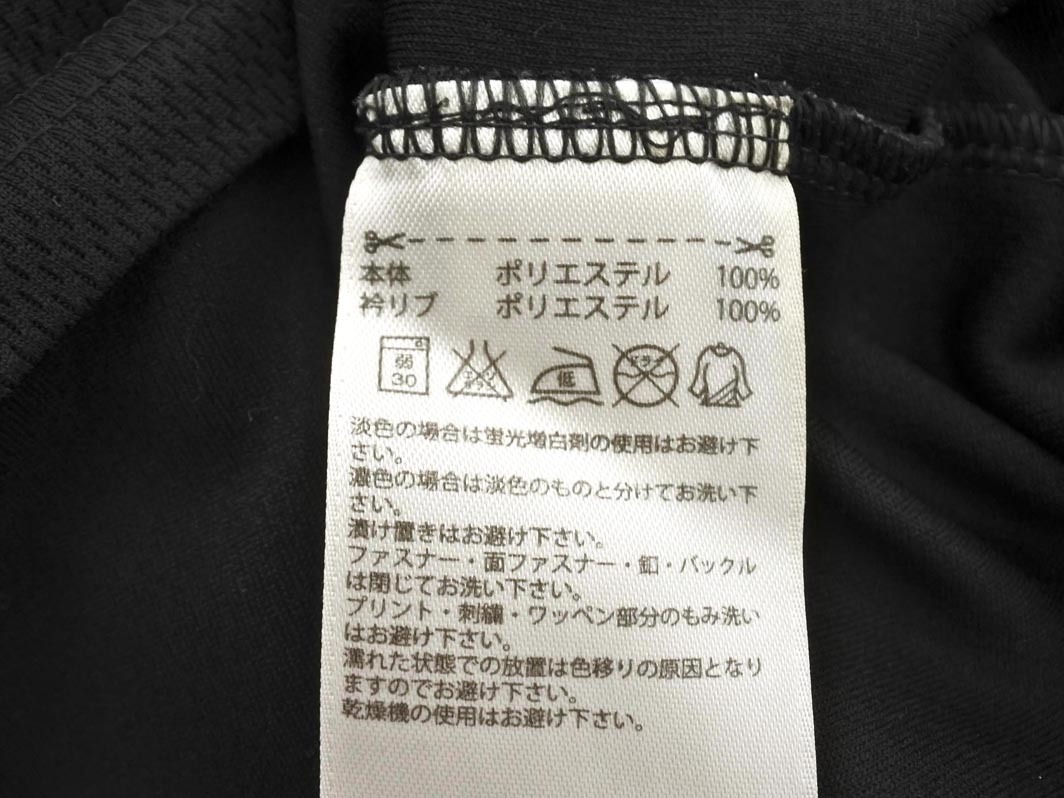 本体 ポリエステル 100%
衿リブ ポリエステル 100%
弱
30
低
淡色の場合は蛍光増白剤の使用はお避け下
さい。
濃色の場合は淡色のものと分けてお洗い下
さい。
漬け置きはお避け下さい。
ファスナー・面ファスナー・釦・バックル
は閉じてお洗い下さい。
プリント・刺繍・ワッペン部分のもみ洗い
はお避け下さい。
濡れた状態での放置は色移りの原因となり
ますのでお避け下さい。
乾燥機の使用はお避け下さい。